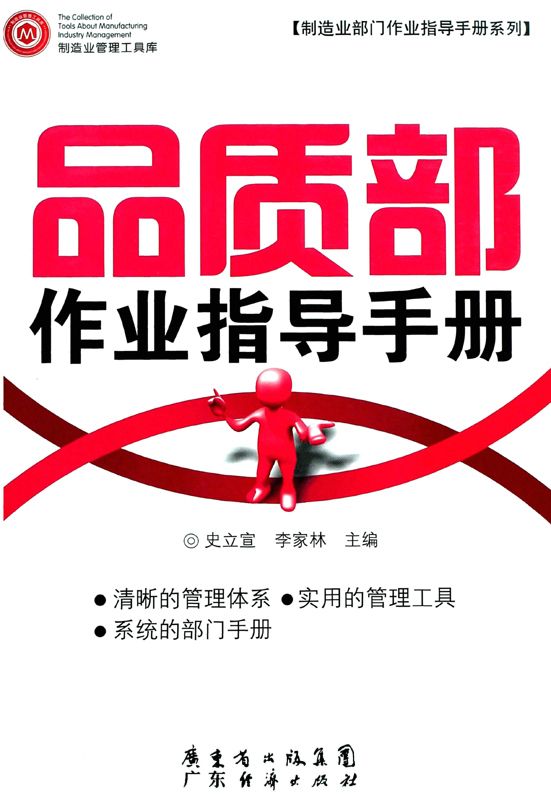 The Collection of
Tools About Manufacturing
Industry Management
制造业管理工具库
【制造业部门作业指导手册系列】
品质部
作业指导手册
◎ 史立宣 李家林 主编
● 清晰的管理体系 ● 实用的管理工具
● 系统的部门手册
廣東省出版集團
广东经济出版社